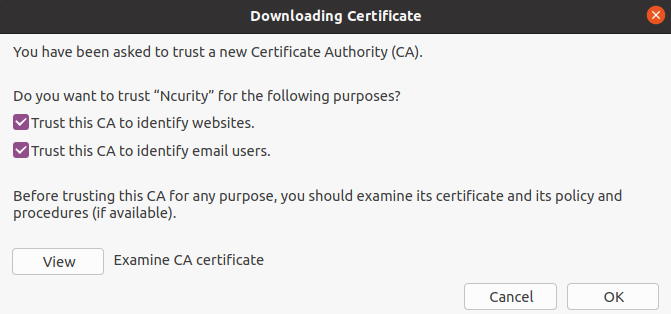 Downloading Certificate
You have been asked to trust a new Certificate Authority (CA).
Do you want to trust “Ncurity” for the following purposes?
Trust this CA to identify websites.
Trust this CA to identify email users.
Before trusting this CA for any purpose, you should examine its certificate and its policy and
procedures (if available).
View Examine CA certificate
Cancel OK